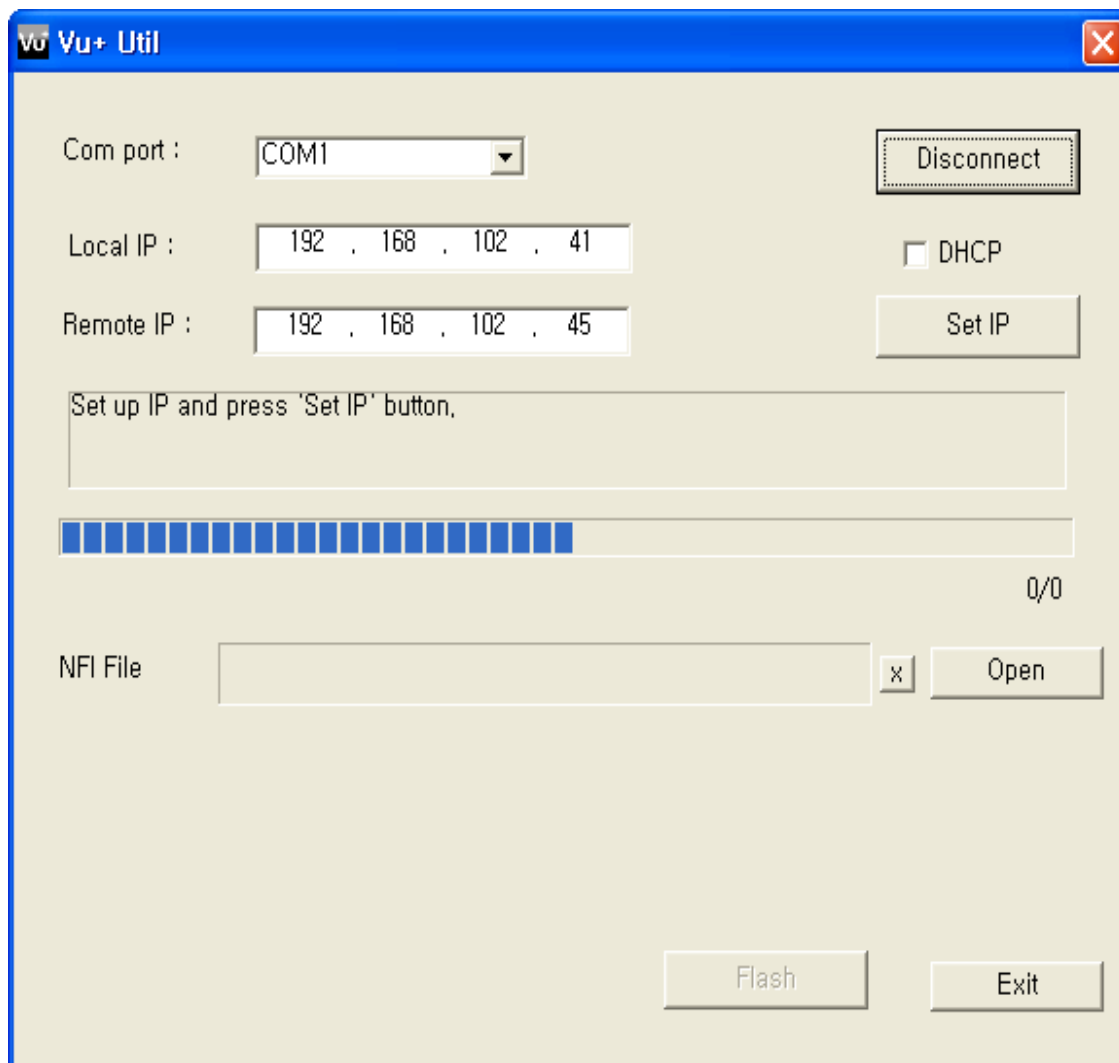 Vu+ Vu+ Util
Com port : COM1 Disconnect
Local IP : 192 . 168 . 102 . 41 DHCP
Remote IP : 192 . 168 . 102 . 45 Set IP
Set up IP and press 'Set IP' button.
0/0
NFI File x Open
Flash Exit